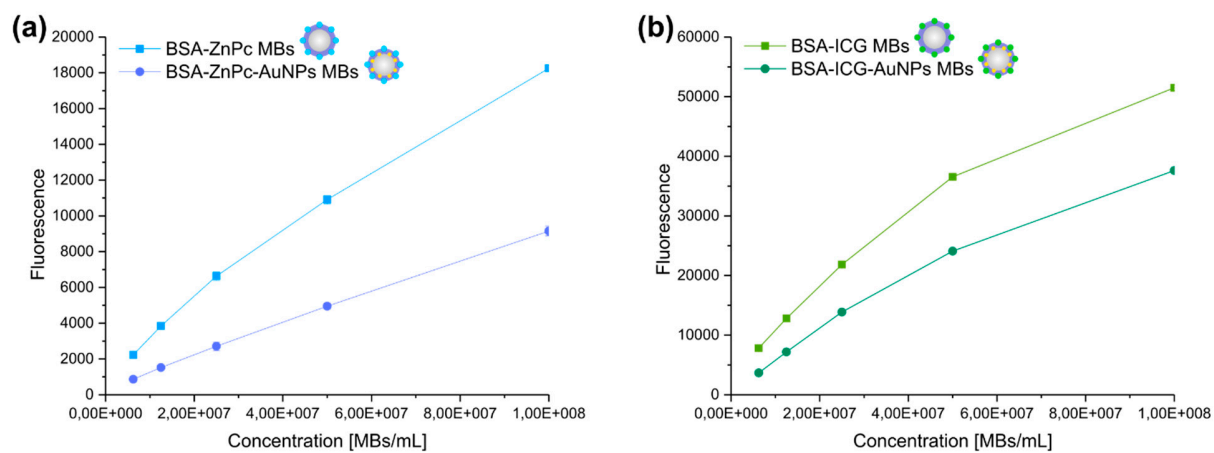 (a)
BSA-ZnPc MBs
BSA-ZnPc-AuNPs MBs
Fluorescence
20000
18000
16000
14000
12000
10000
8000
6000
4000
2000
0
0,00E+000 2,00E+007 4,00E+007 6,00E+007 8,00E+007 1,00E+008
Concentration [MBs/mL]
(b)
BSA-ICG MBs
BSA-ICG-AuNPs MBs
Fluorescence
50000
40000
30000
20000
10000
0
0,00E+000 2,00E+007 4,00E+007 6,00E+007 8,00E+007 1,00E+008
Concentration [MBs/mL]